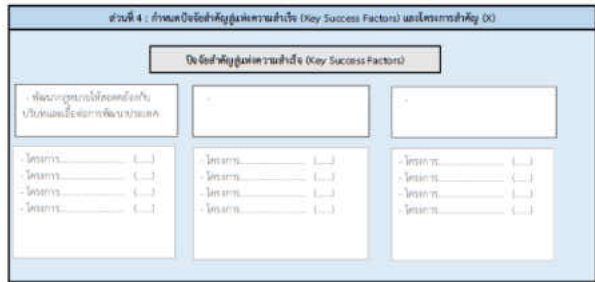 ส่วนที่ 4 : กำหนดปัจจัยสำคัญสู่แห่งความสำเร็จ (Key Success Factors) และโครงการสำคัญ (X)
ปัจจัยสำคัญสู่แห่งความสำเร็จ (Key Success Factors)
- พัฒนากฎหมายให้สอดคล้องกับ
บริบทและเอื้อต่อการพัฒนาประเทศ
-
-
- โครงการ.................... (......)
- โครงการ.................... (......)
- โครงการ.................... (......)
- โครงการ.................... (......)
- โครงการ.................... (......)
- โครงการ.................... (......)
- โครงการ.................... (......)
- โครงการ.................... (......)
- โครงการ.................... (......)
- โครงการ.................... (......)
- โครงการ.................... (......)
- โครงการ.................... (......)